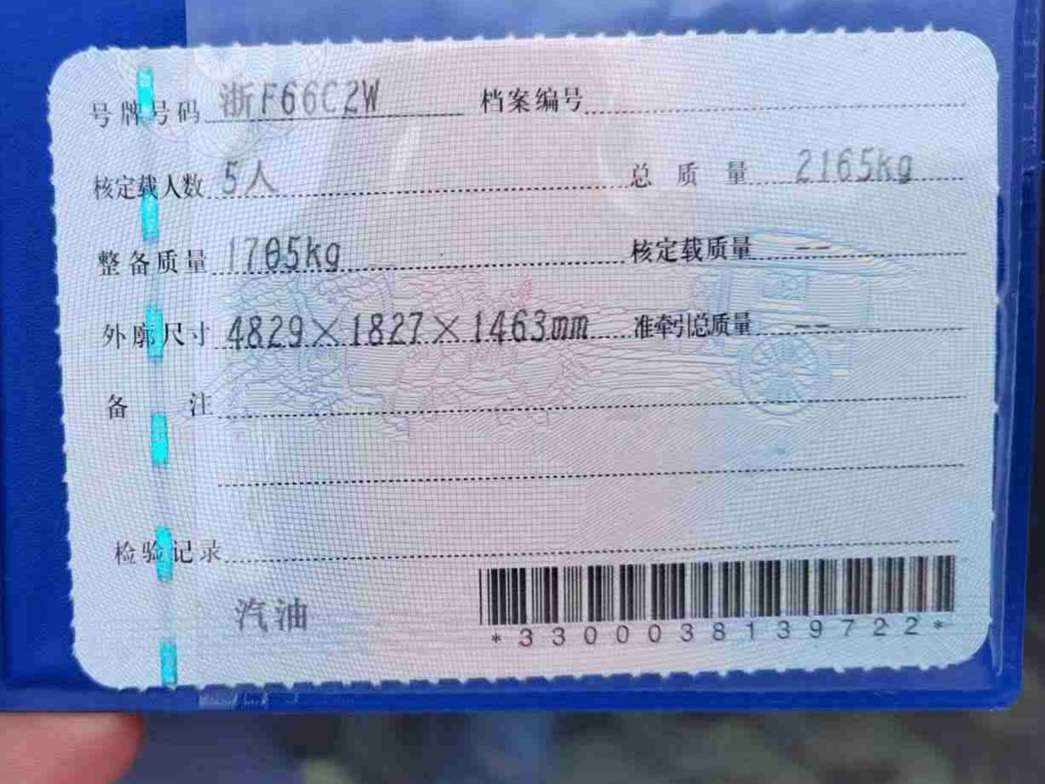 号牌号码 浙F66C2W 档案编号
核定载人数 5人 总质量 2165kg
整备质量 1705kg 核定载质量 --
外廓尺寸 4829×1827×1463mm 准牵引总质量 --
备注
检验记录
汽油
*3300038139722*